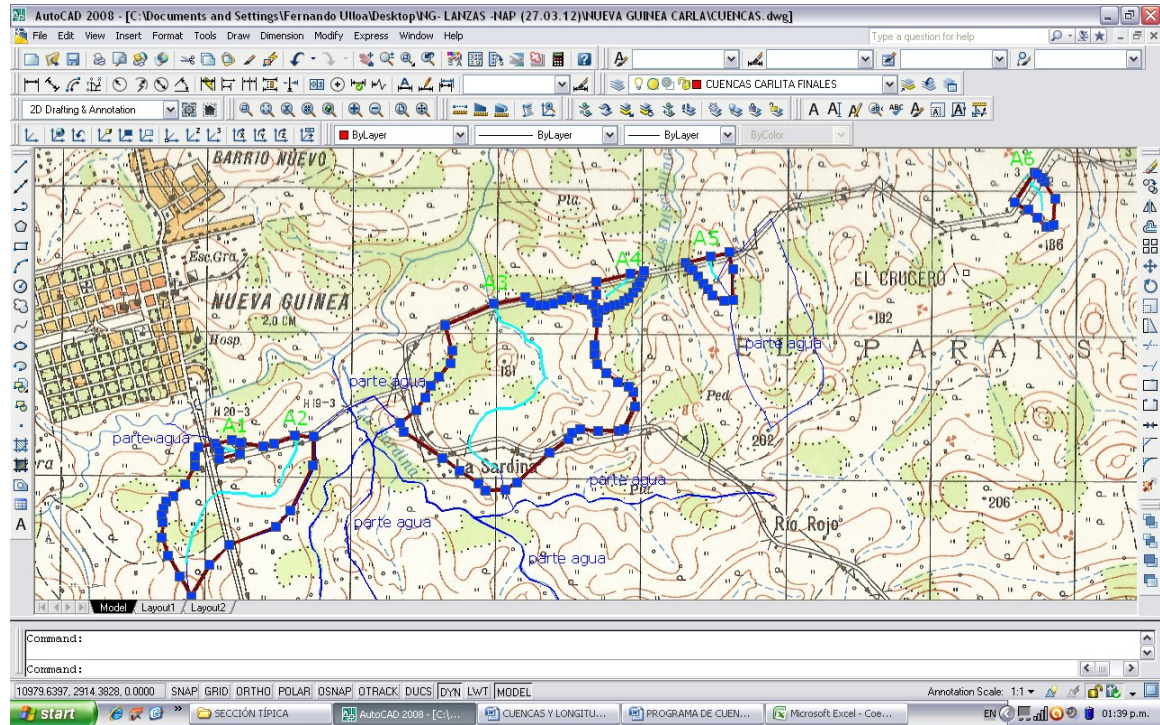 AutoCAD 2008 - [C:\Documents and Settings\Fernando Ulloa\Desktop\NG- LANZAS -NAP (27.03.12)\NUEVA GUINEA CARLA\CUENCAS.dwg]
File Edit View Insert Format Tools Draw Dimension Modify Express Window Help
Type a question for help
CUENCAS CARLITA FINALES
2D Drafting & Annotation
ByLayer
ByLayer
ByLayer
ByColor
BARRIO NUEVO
Pla.
A6
186
Esc.Gra.
A5
A4
A3
EL CRUCERO
NUEVA GUINEA
2,0 CM
192
Hosp.
parte agua
P A R A I S
181
parte agua
Ped.
H 20-3
A1
A2
H 19-3
parte agua
202
La Sardina
parte agua
206
parte agua
Río Rojo
parte agua
Model Layout1 Layout2
Command:
Command:
10979.6397, 2914.3828, 0.0000 SNAP GRID ORTHO POLAR OSNAP OTRACK DUCS DYN LWT MODEL
Annotation Scale: 1:1
start
SECCIÓN TÍPICA
AutoCAD 2008 - [C:\...
CUENCAS Y LONGITU...
PROGRAMA DE CUEN...
Microsoft Excel - Coe...
EN
01:39 p.m.